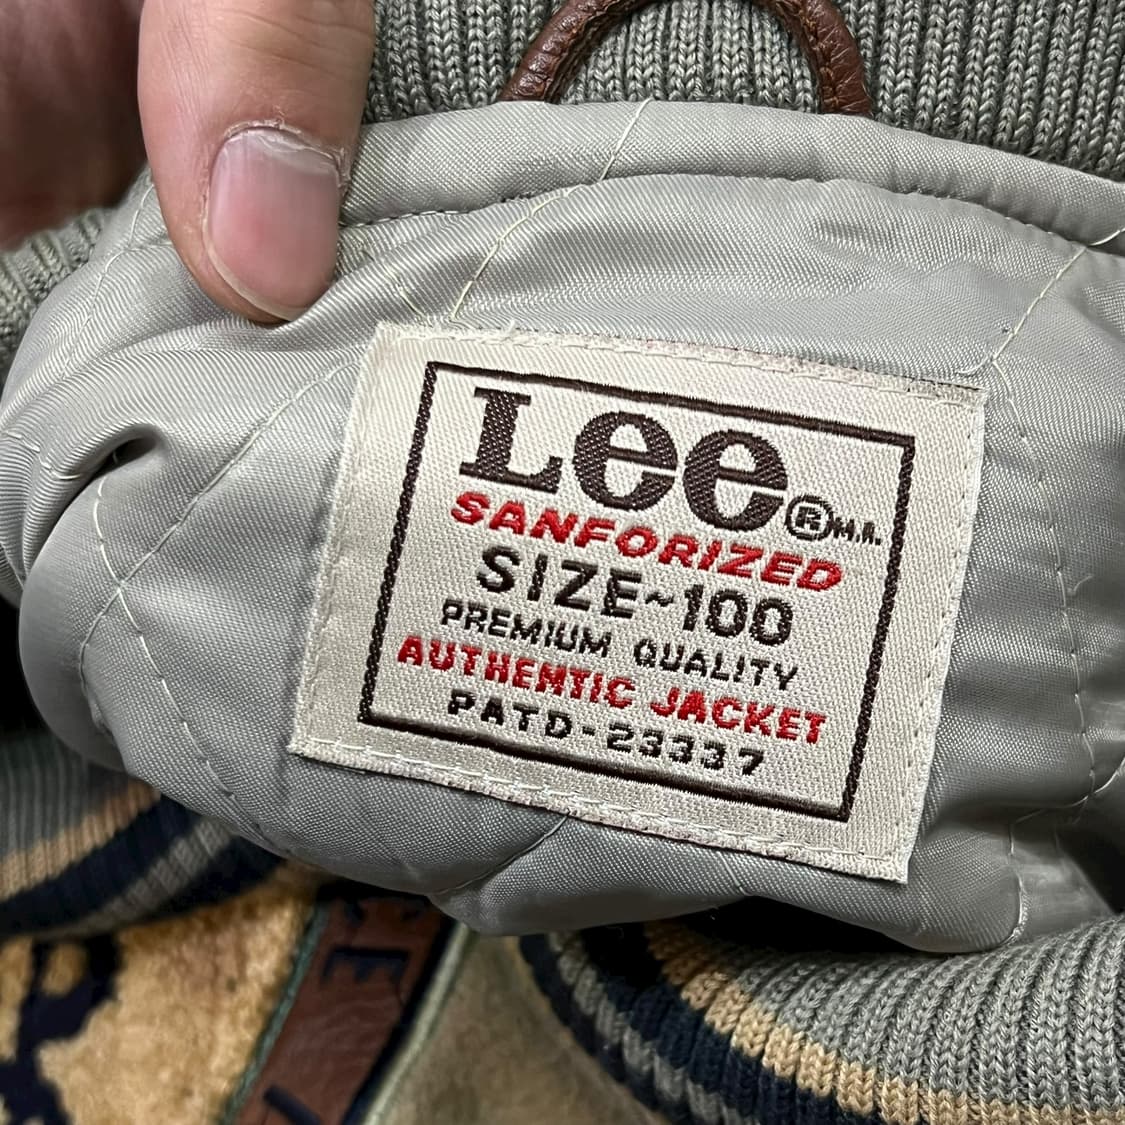 Lee ® M.R.
SANFORIZED
SIZE~100
PREMIUM QUALITY
AUTHENTIC JACKET
PATD-23337